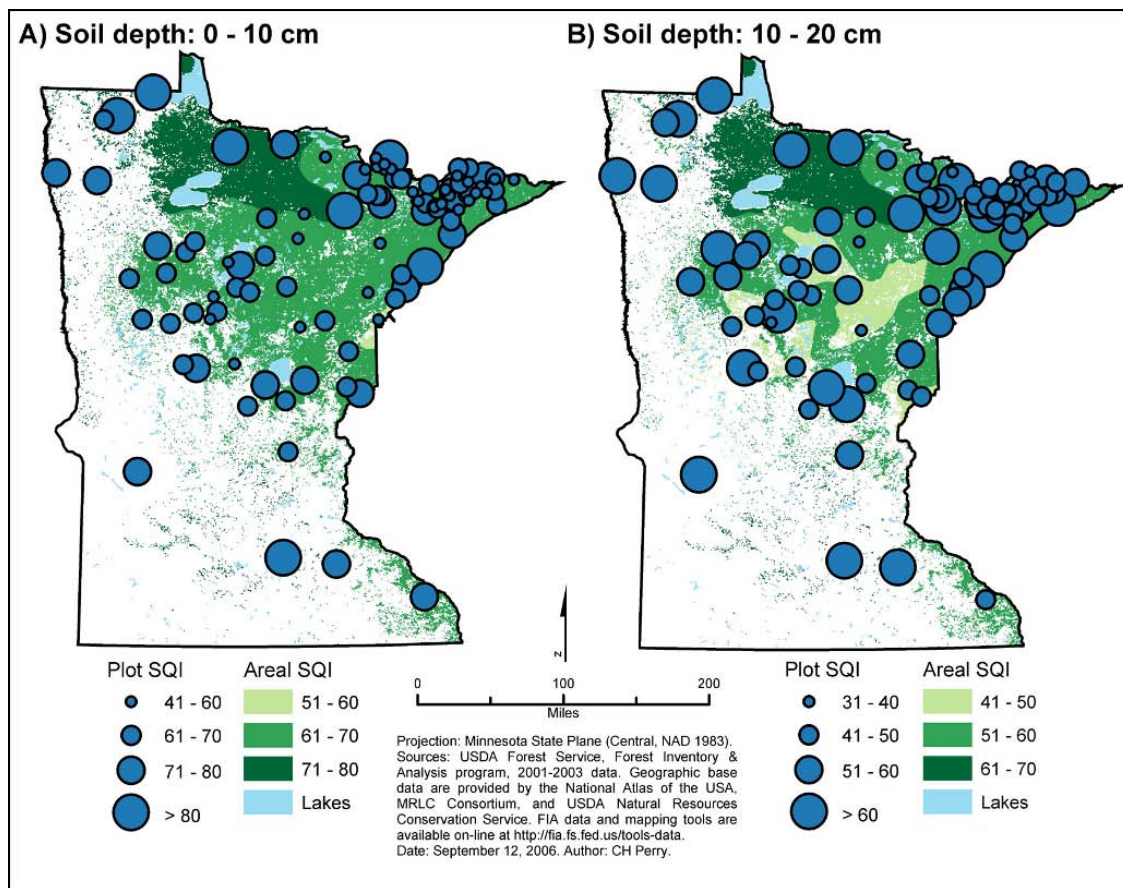 A) Soil depth: 0 - 10 cm
B) Soil depth: 10 - 20 cm
Plot SQI
41 - 60
61 - 70
71 - 80
> 80
Areal SQI
51 - 60
61 - 70
71 - 80
Lakes
N
0 100 200
Miles
Projection: Minnesota State Plane (Central, NAD 1983).
Sources: USDA Forest Service, Forest Inventory &
Analysis program, 2001-2003 data. Geographic base
data are provided by the National Atlas of the USA,
MRLC Consortium, and USDA Natural Resources
Conservation Service. FIA data and mapping tools are
available on-line at http://fia.fs.fed.us/tools-data.
Date: September 12, 2006. Author: CH Perry.
Plot SQI
31 - 40
41 - 50
51 - 60
> 60
Areal SQI
41 - 50
51 - 60
61 - 70
Lakes